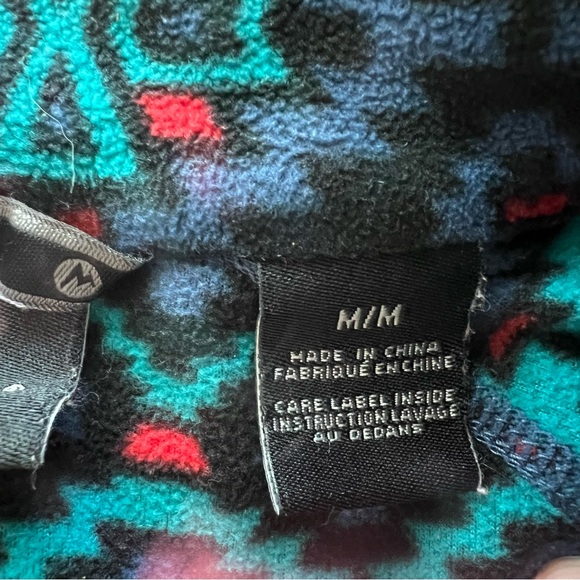 M/M
MADE IN CHINA
FABRIQUÉ EN CHINE
CARE LABEL INSIDE
INSTRUCTION LAVAGE
AU DEDANS